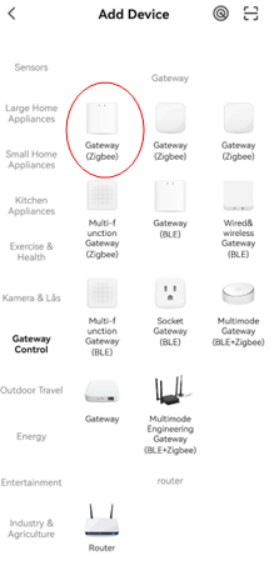 Add Device
Sensors
Large Home
Appliances
Small Home
Appliances
Kitchen
Appliances
Exercise &
Health
Kamera & Lås
Gateway
Control
Outdoor Travel
Energy
Entertainment
Industry &
Agriculture
Gateway
Gateway
(Zigbee)
Gateway
(Zigbee)
Gateway
(Zigbee)
Multi-f
unction
Gateway
(Zigbee)
Gateway
(BLE)
Wired&
wireless
Gateway
(BLE)
Multi-f
unction
Gateway
(BLE)
Socket
Gateway
(BLE)
Multimode
Gateway
(BLE+Zigbee)
Gateway
Multimode
Engineering
Gateway
(BLE+Zigbee)
router
Router